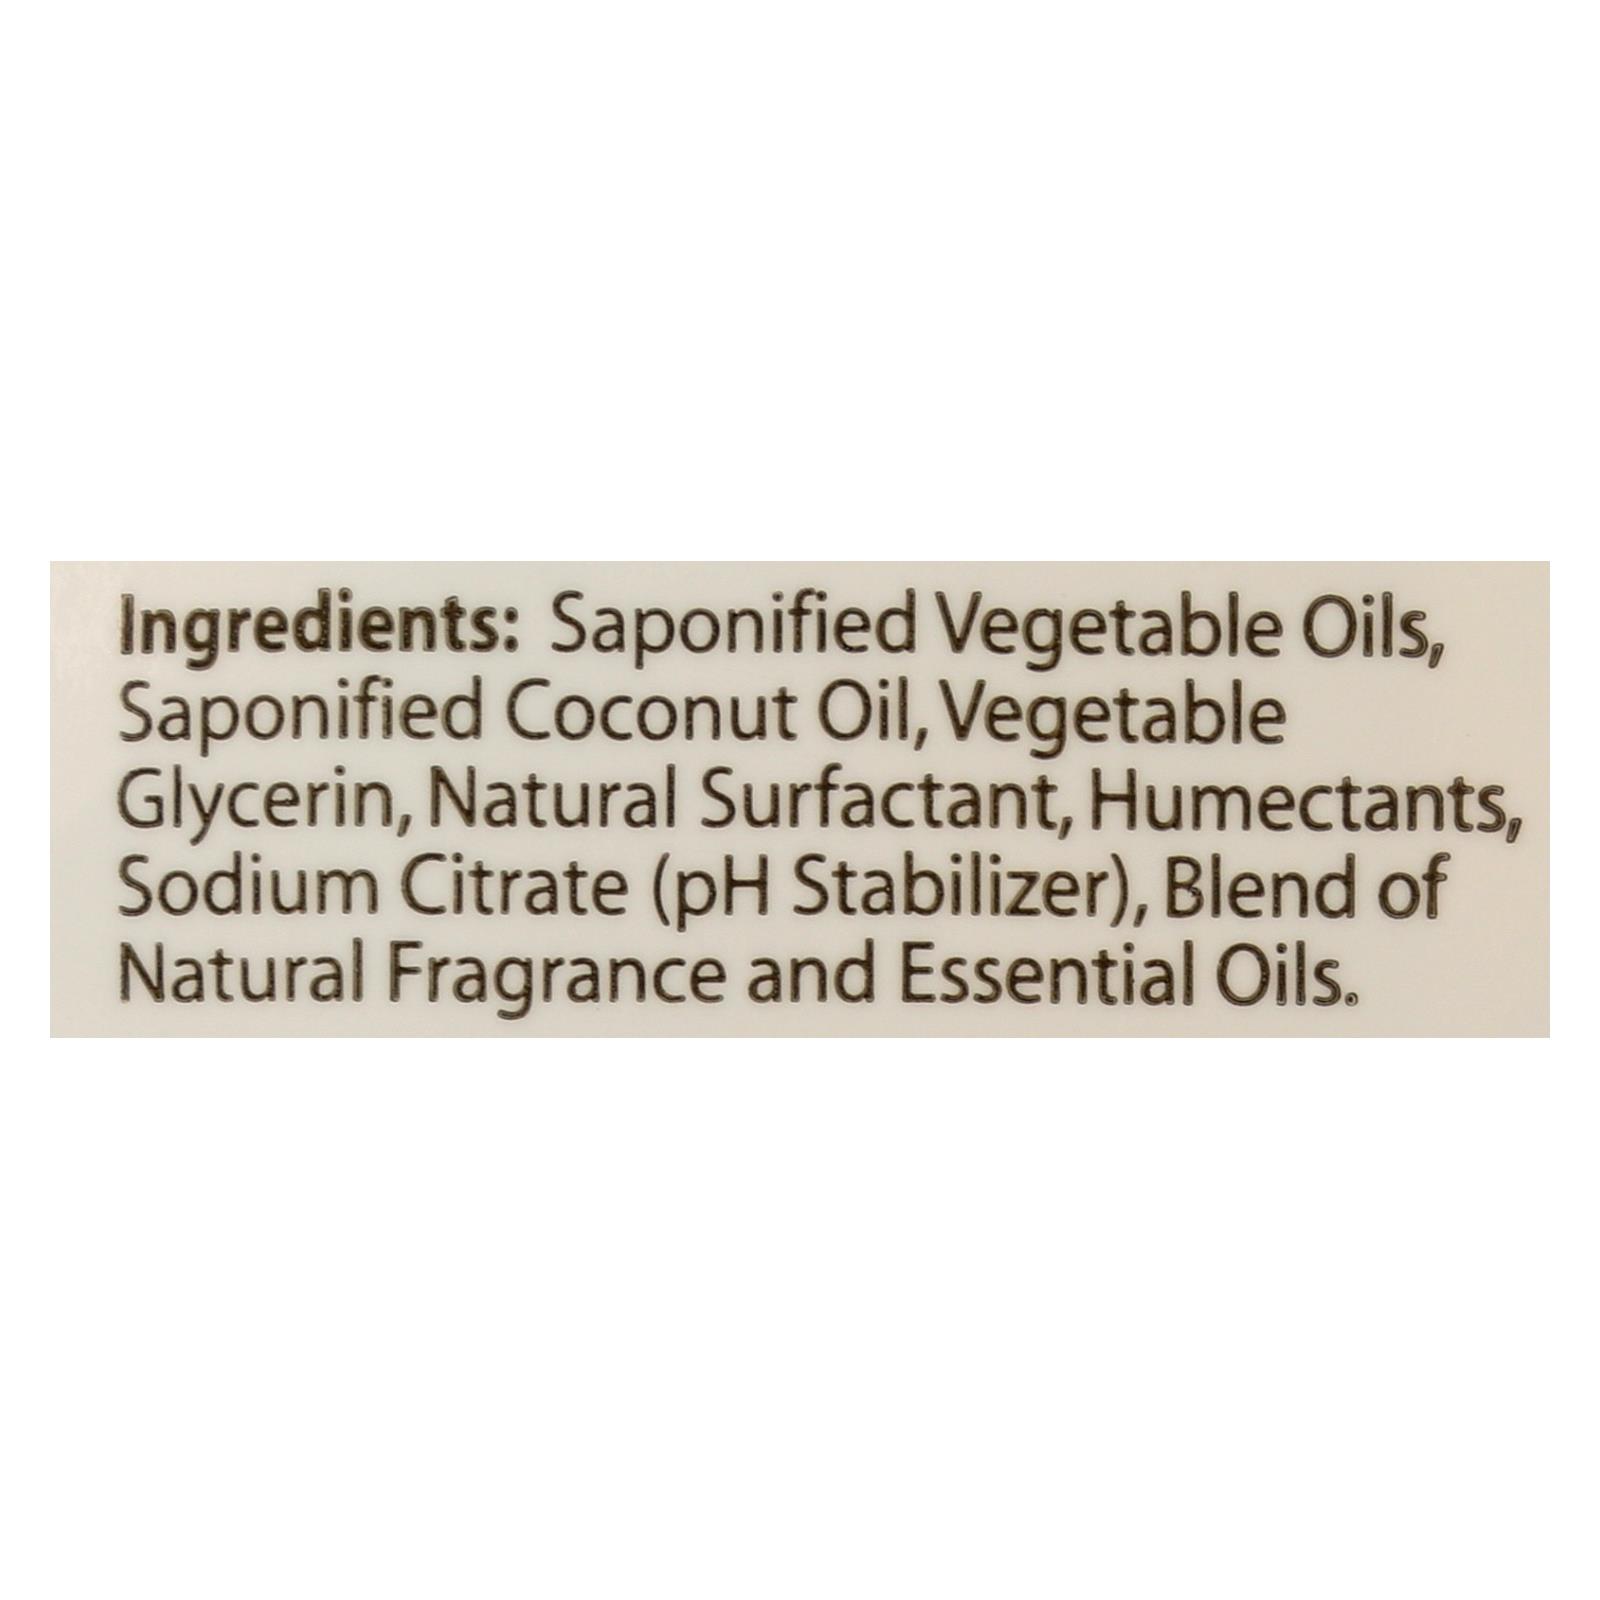 Ingredients: Saponified Vegetable Oils,
Saponified Coconut Oil, Vegetable
Glycerin, Natural Surfactant, Humectants,
Sodium Citrate (pH Stabilizer), Blend of
Natural Fragrance and Essential Oils.